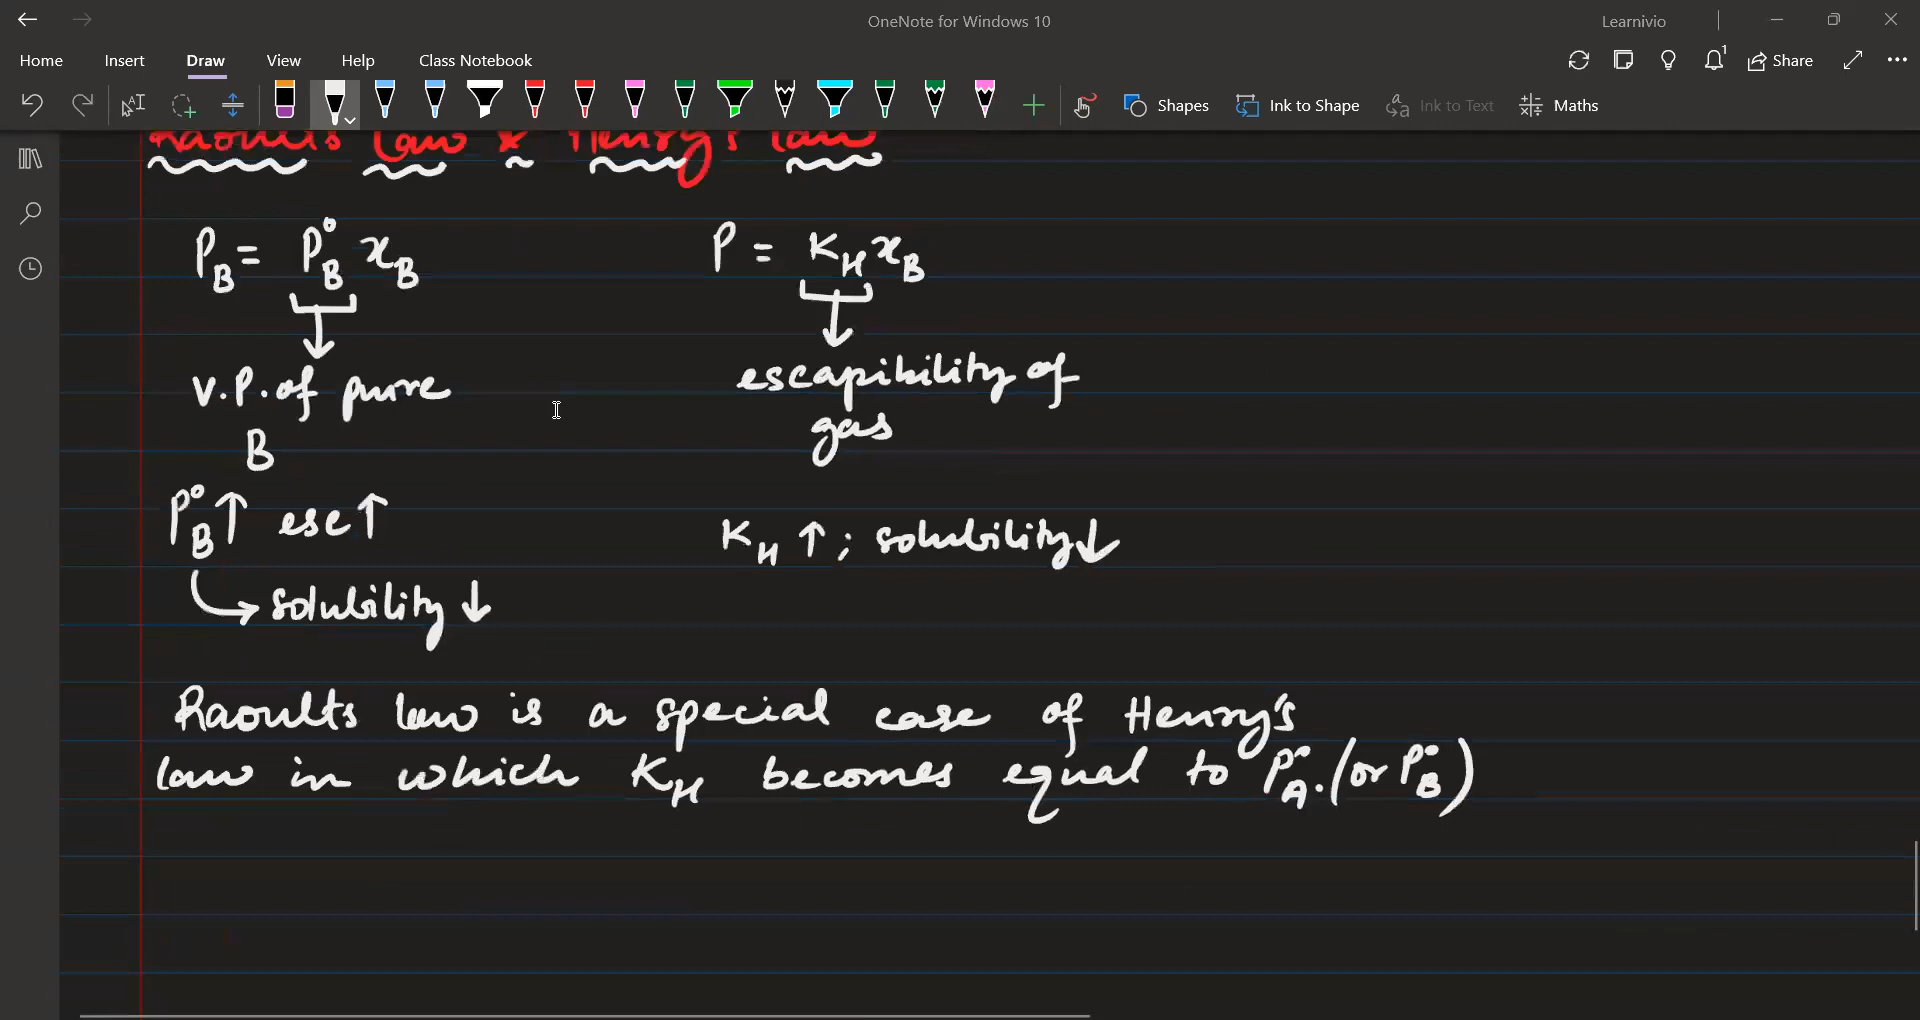 OneNote for Windows 10
Learnivio
Home Insert Draw View Help Class Notebook
1
Share
Shapes Ink to Shape Ink to Text Maths
Raoults law & Henry's law
P_B = P°_B x_B
P = K_H x_B
V.P. of pure
B
escapibility of
gas
P°_B ↑ esc ↑
→ solubility ↓
K_H ↑ ; solubility ↓
Raoults law is a special case of Henry's
law in which K_H becomes equal to P°_A. (or P°_B)